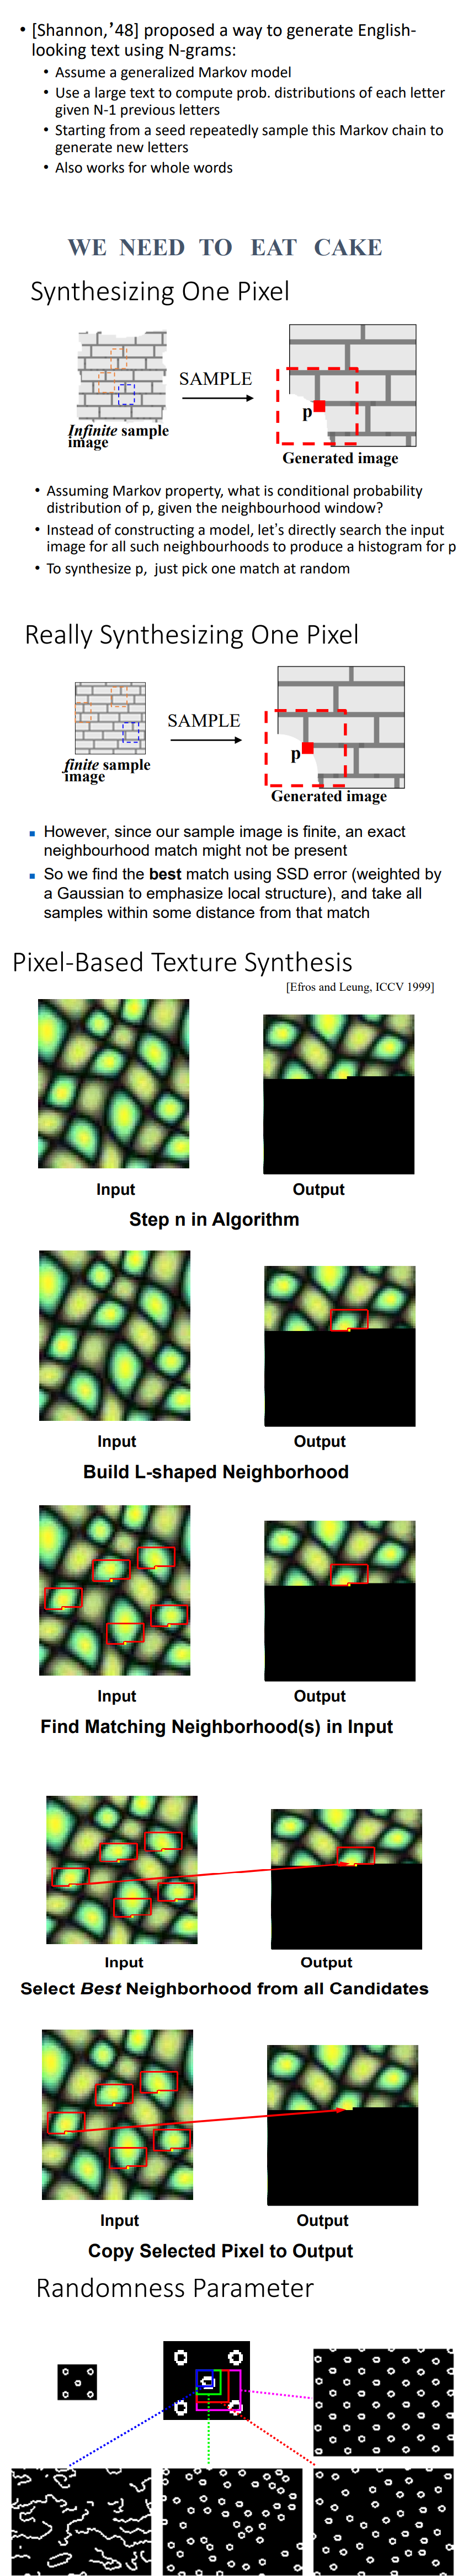 • [Shannon,'48] proposed a way to generate English-
looking text using N-grams:
• Assume a generalized Markov model
• Use a large text to compute prob. distributions of each letter
given N-1 previous letters
• Starting from a seed repeatedly sample this Markov chain to
generate new letters
• Also works for whole words
WE NEED TO EAT CAKE
Synthesizing One Pixel
SAMPLE
p
Infinite sample
image
Generated image
• Assuming Markov property, what is conditional probability
distribution of p, given the neighbourhood window?
• Instead of constructing a model, let's directly search the input
image for all such neighbourhoods to produce a histogram for p
• To synthesize p, just pick one match at random
Really Synthesizing One Pixel
SAMPLE
p
finite sample
image
Generated image
▪ However, since our sample image is finite, an exact
neighbourhood match might not be present
▪ So we find the best match using SSD error (weighted by
a Gaussian to emphasize local structure), and take all
samples within some distance from that match
Pixel-Based Texture Synthesis
[Efros and Leung, ICCV 1999]
Input
Output
Step n in Algorithm
Input
Output
Build L-shaped Neighborhood
Input
Output
Find Matching Neighborhood(s) in Input
Input
Output
Select Best Neighborhood from all Candidates
Input
Output
Copy Selected Pixel to Output
Randomness Parameter